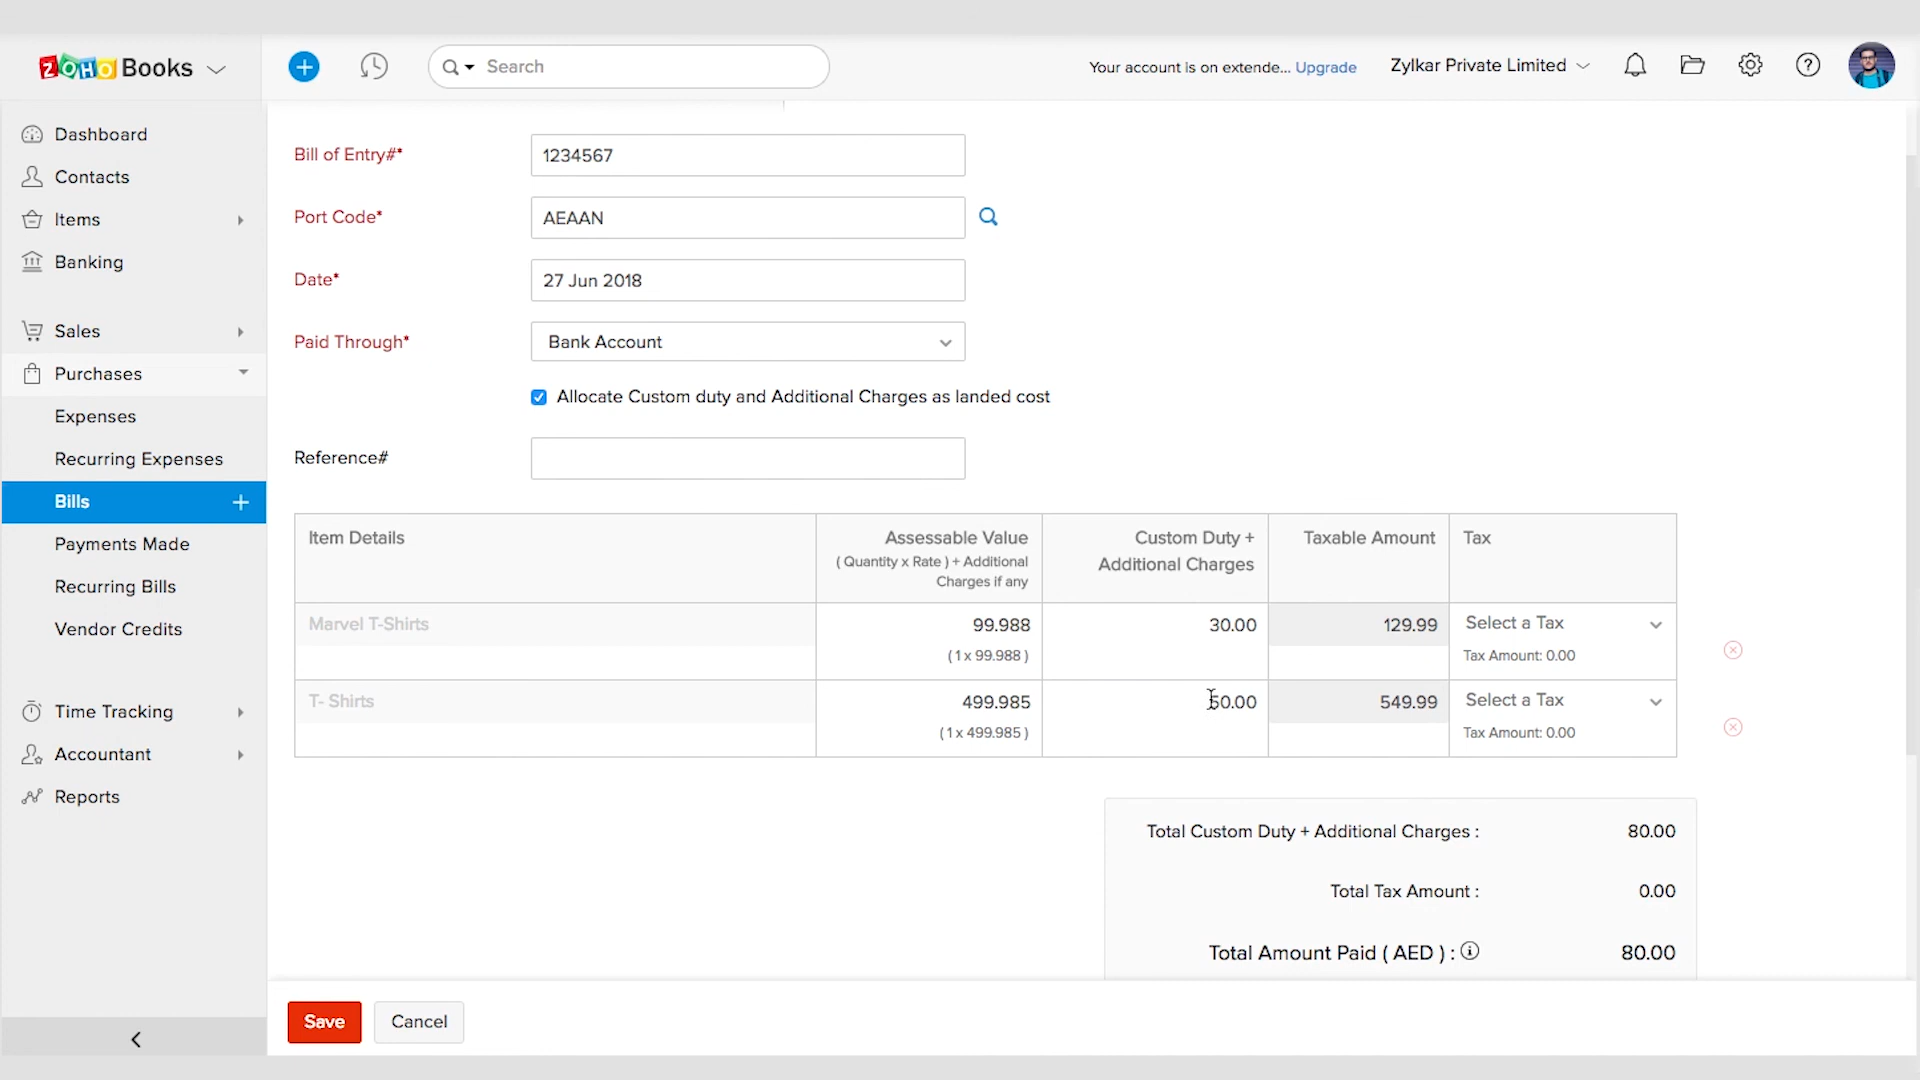 ZOHO Books
Search
Your account is on extende... Upgrade
Zylkar Private Limited
Dashboard
Contacts
Items
Banking
Sales
Purchases
Expenses
Recurring Expenses
Bills
Payments Made
Recurring Bills
Vendor Credits
Time Tracking
Accountant
Reports
Bill of Entry#*
1234567
Port Code*
AEAAN
Date*
27 Jun 2018
Paid Through*
Bank Account
Allocate Custom duty and Additional Charges as landed cost
Reference#
Item Details
Assessable Value
( Quantity x Rate ) + Additional
Charges if any
Custom Duty +
Additional Charges
Taxable Amount
Tax
Marvel T-Shirts
99.988
( 1 x 99.988 )
30.00
129.99
Select a Tax
Tax Amount: 0.00
T- Shirts
499.985
( 1 x 499.985 )
50.00
549.99
Select a Tax
Tax Amount: 0.00
Total Custom Duty + Additional Charges :
80.00
Total Tax Amount :
0.00
Total Amount Paid ( AED ) :
80.00
Save
Cancel